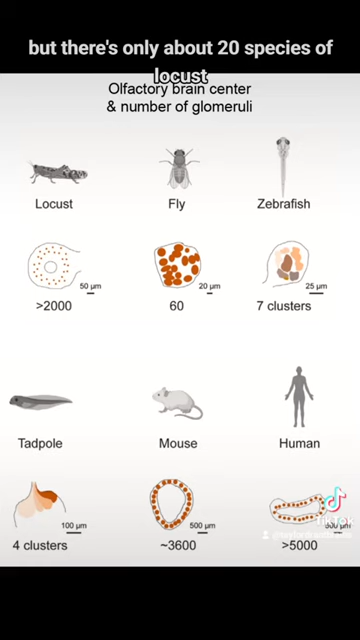 but there's only about 20 species of
locust
Olfactory brain center
& number of glomeruli
Locust
Fly
Zebrafish
50 µm
20 µm
25 µm
>2000
60
7 clusters
Tadpole
Mouse
Human
100 µm
500 µm
500 µm
4 clusters
~3600
>5000
TikTok